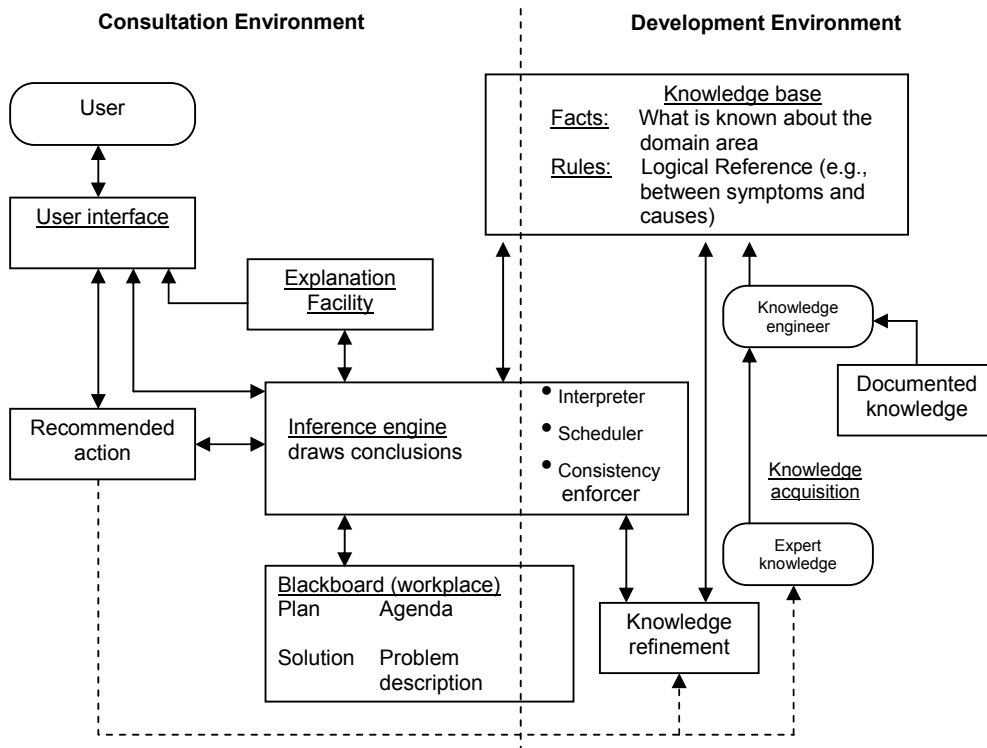 Consultation Environment
Development Environment
User
User interface
Explanation
Facility
Recommended
action
Inference engine
draws conclusions
• Interpreter
• Scheduler
• Consistency
enforcer
Blackboard (workplace)
Plan Agenda
Solution Problem
description
Knowledge base
Facts: What is known about the
domain area
Rules: Logical Reference (e.g.,
between symptoms and
causes)
Knowledge
engineer
Documented
knowledge
Knowledge
acquisition
Expert
knowledge
Knowledge
refinement